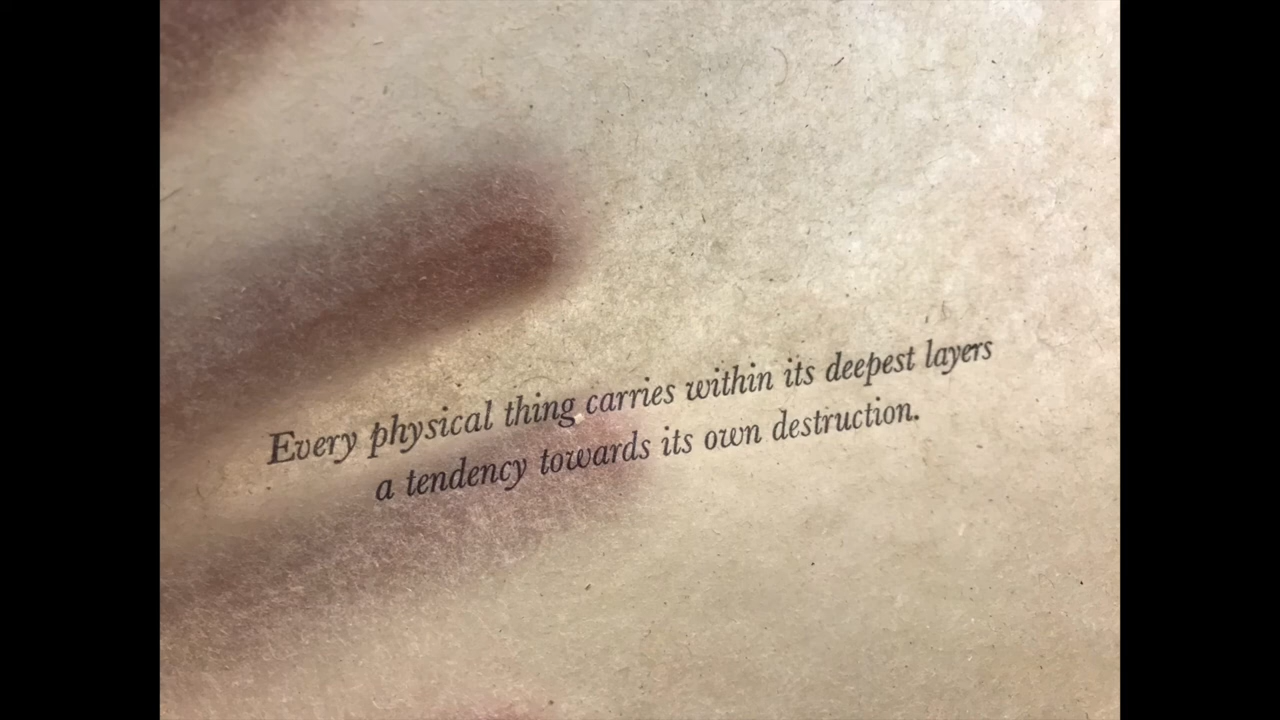 Every physical thing carries within its deepest layers
a tendency towards its own destruction.